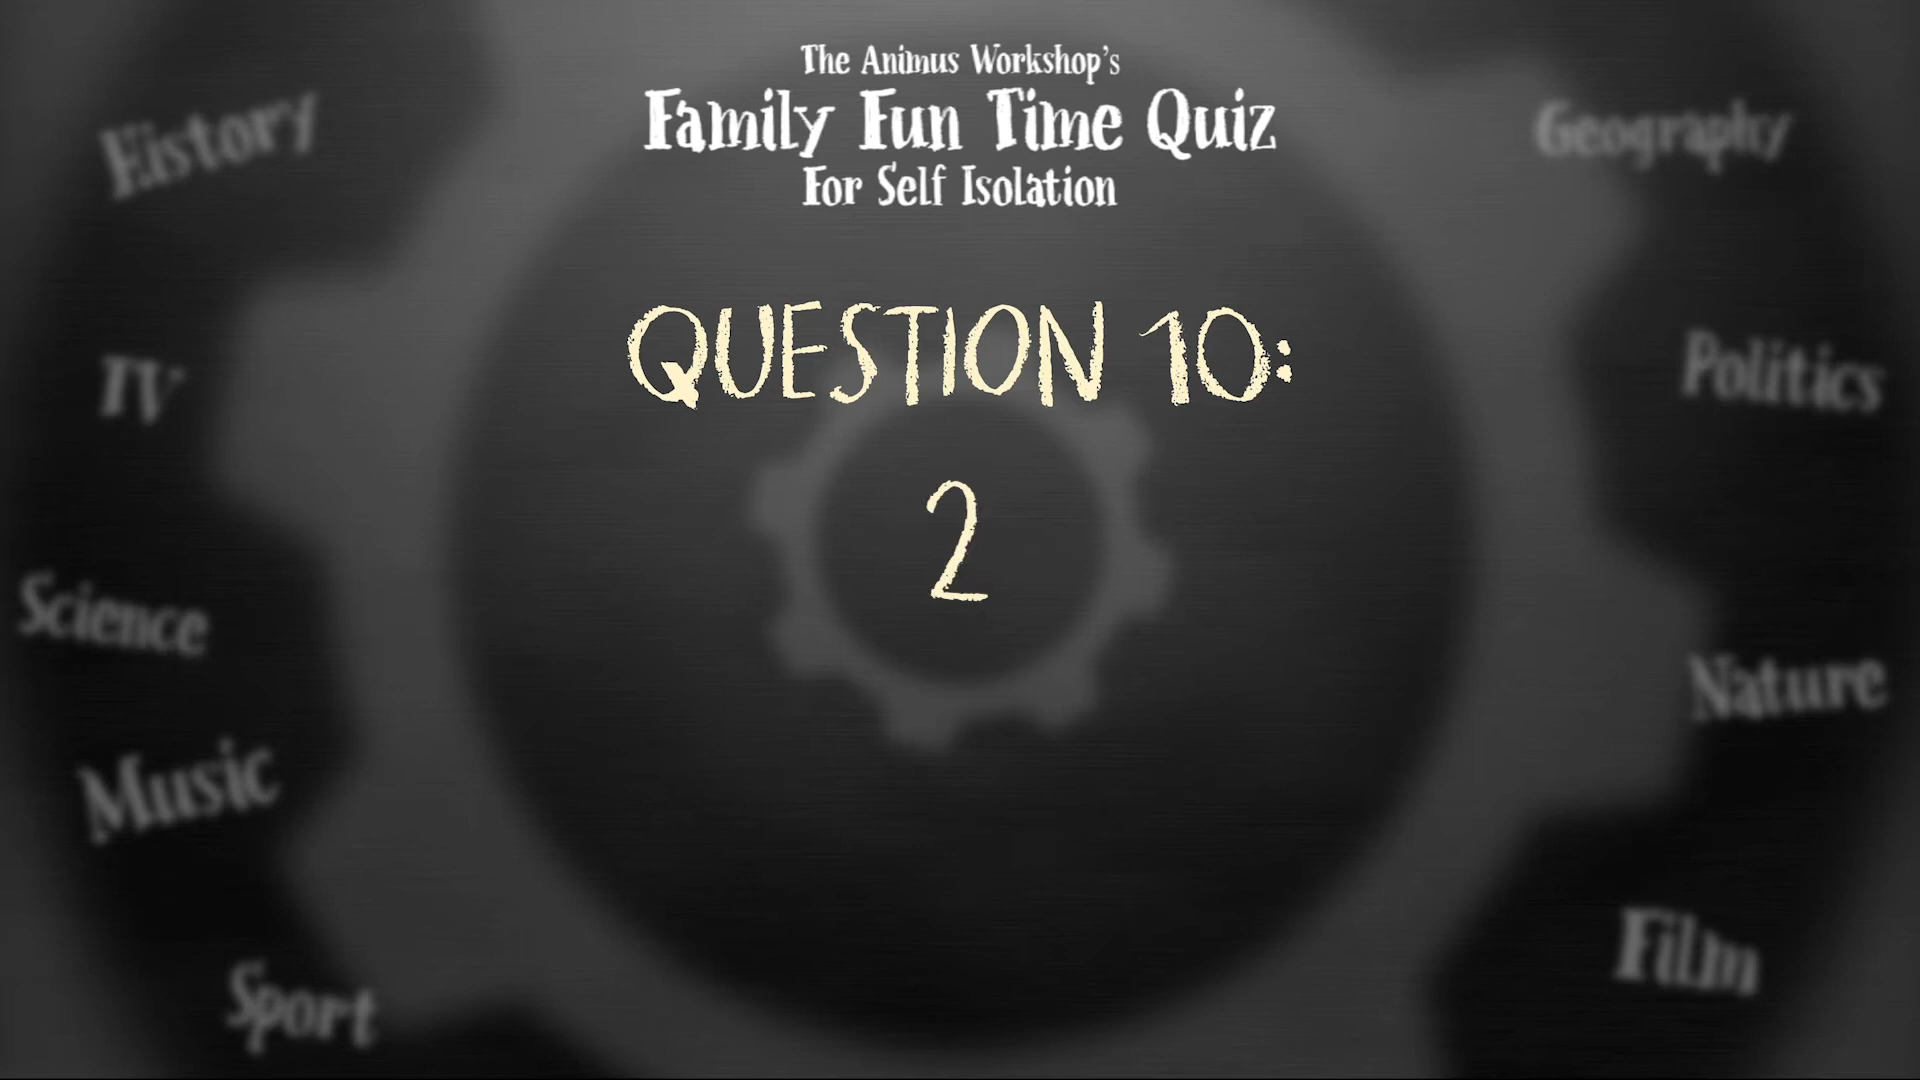 The Animus Workshop's
Family Fun Time Quiz
For Self Isolation
History
Geography
QUESTION 10:
TV
Politics
2
Science
Nature
Music
Film
Sport